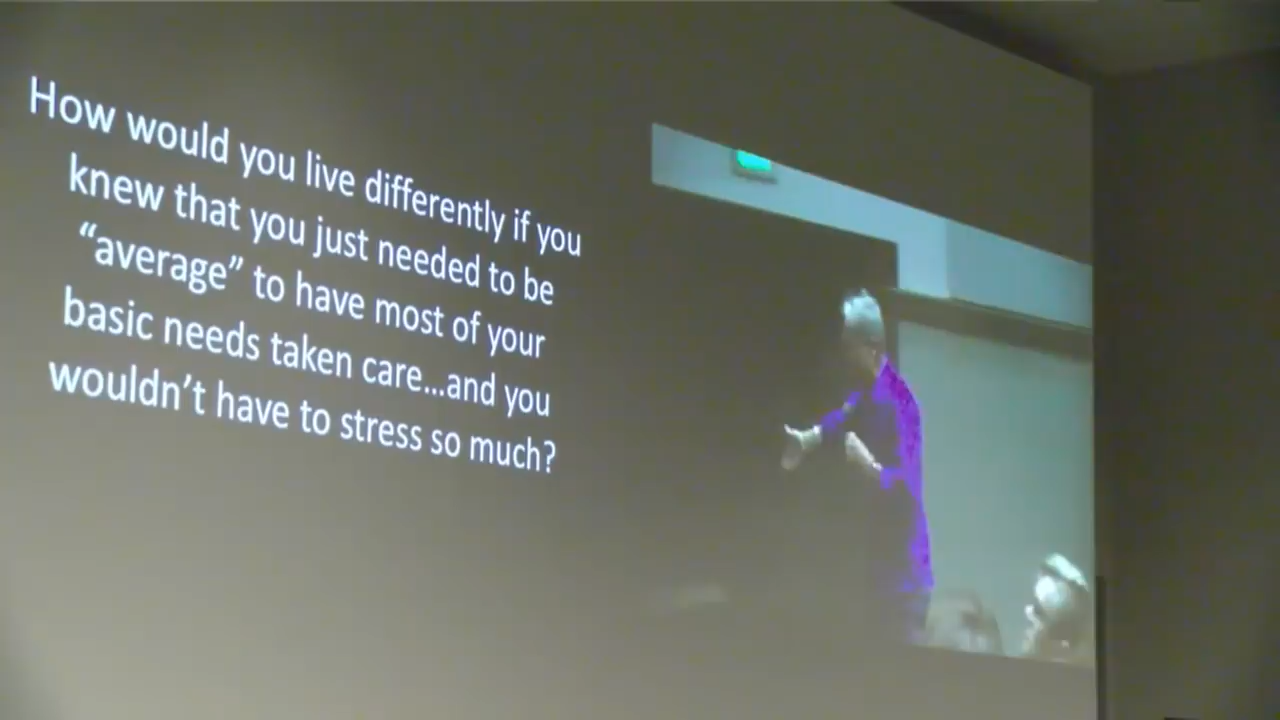 How would you live differently if you
knew that you just needed to be
“average” to have most of your
basic needs taken care...and you
wouldn’t have to stress so much?